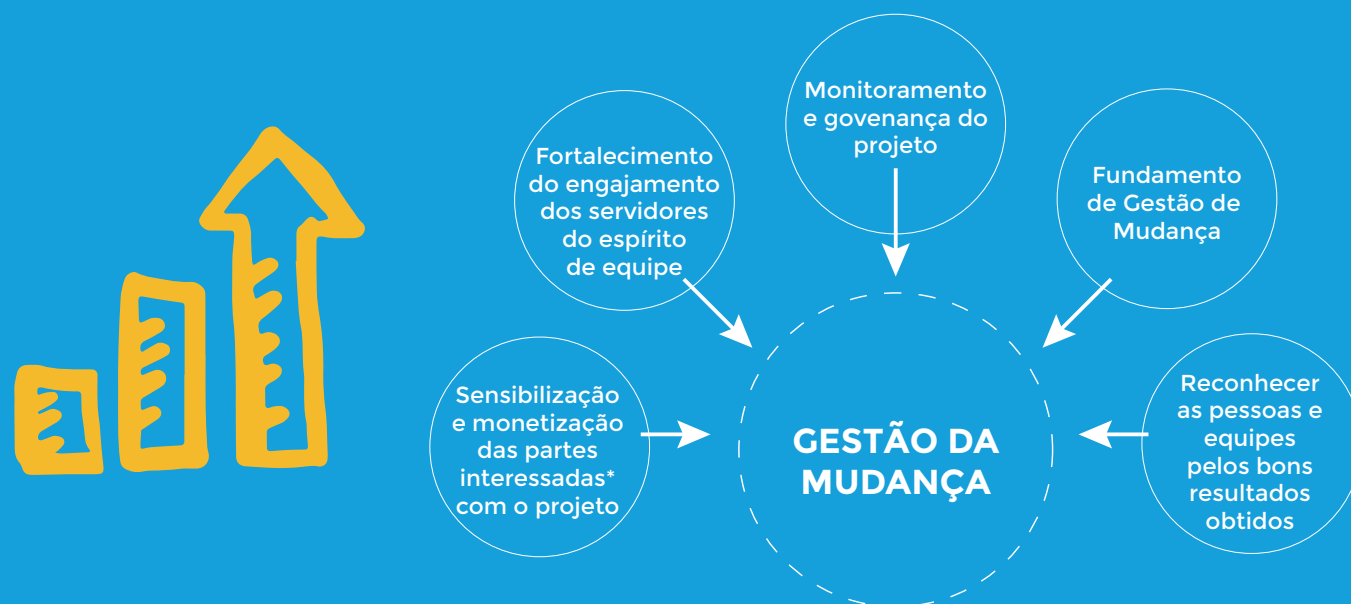 Monitoramento
e govenança do
projeto
Fortalecimento
do engajamento
dos servidores
do espírito
de equipe
Fundamento
de Gestão de
Mudança
Sensibilização
e monetização
das partes
interessadas*
com o projeto
GESTÃO DA
MUDANÇA
Reconhecer
as pessoas e
equipes
pelos bons
resultados
obtidos